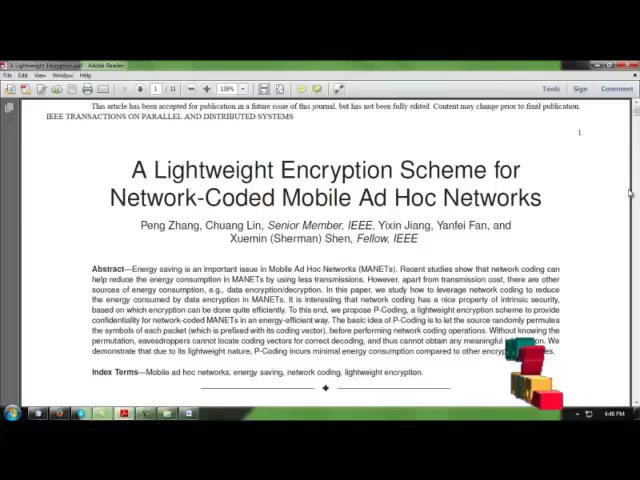 A Lightweight Encryption.pdf - Adobe Reader
File Edit View Window Help
1 / 11 139% Tools Sign Comment
This article has been accepted for publication in a future issue of this journal, but has not been fully edited. Content may change prior to final publication.
IEEE TRANSACTIONS ON PARALLEL AND DISTRIBUTED SYSTEMS
1
A Lightweight Encryption Scheme for
Network-Coded Mobile Ad Hoc Networks
Peng Zhang, Chuang Lin, Senior Member, IEEE, Yixin Jiang, Yanfei Fan, and
Xuemin (Sherman) Shen, Fellow, IEEE
Abstract—Energy saving is an important issue in Mobile Ad Hoc Networks (MANETs). Recent studies show that network coding can
help reduce the energy consumption in MANETs by using less transmissions. However, apart from transmission cost, there are other
sources of energy consumption, e.g., data encryption/decryption. In this paper, we study how to leverage network coding to reduce
the energy consumed by data encryption in MANETs. It is interesting that network coding has a nice property of intrinsic security,
based on which encryption can be done quite efficiently. To this end, we propose P-Coding, a lightweight encryption scheme to provide
confidentiality for network-coded MANETs in an energy-efficient way. The basic idea of P-Coding is to let the source randomly permutes
the symbols of each packet (which is prefixed with its coding vector), before performing network coding operations. Without knowing the
permutation, eavesdroppers cannot locate coding vectors for correct decoding, and thus cannot obtain any meaningful We
demonstrate that due to its lightweight nature, P-Coding incurs minimal energy consumption compared to other
Index Terms—Mobile ad hoc networks, energy saving, network coding, lightweight encryption.
4:48 PM